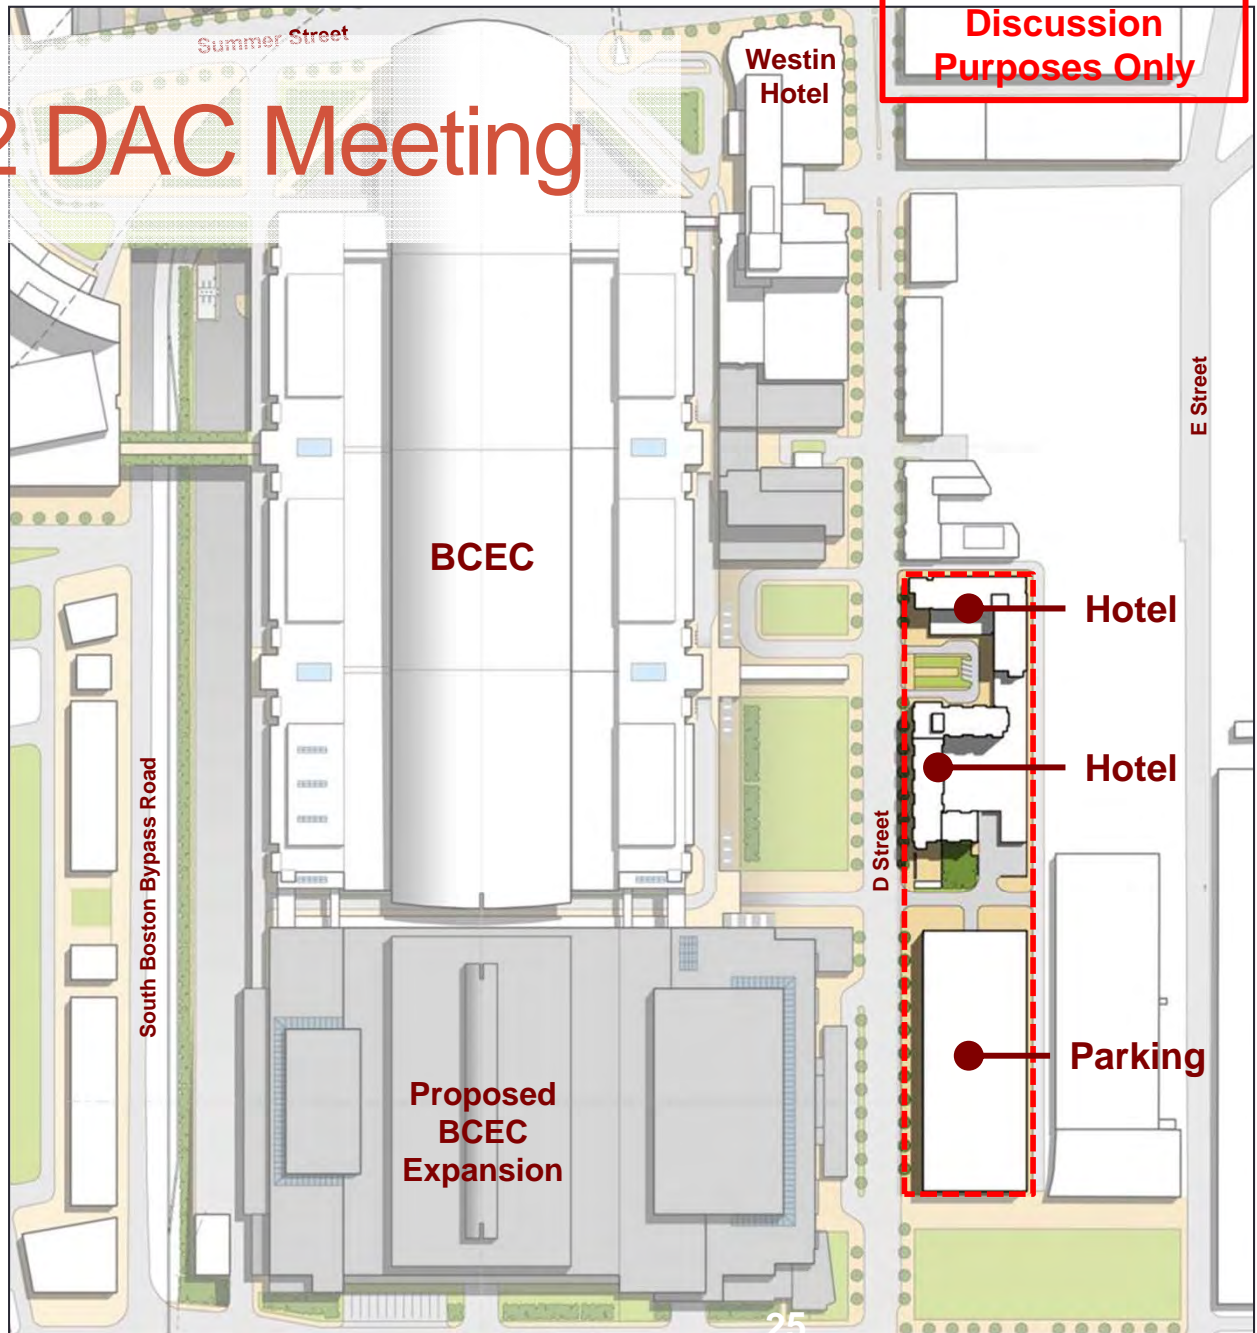 Discussion
Purposes Only
Summer Street
Westin
Hotel
2 DAC Meeting
E Street
BCEC
Hotel
Hotel
South Boston Bypass Road
D Street
Parking
Proposed
BCEC
Expansion
25